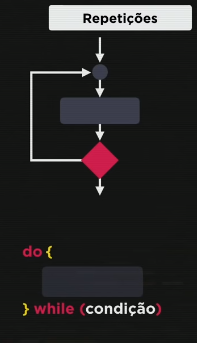 Repetições
do {
} while (condição)